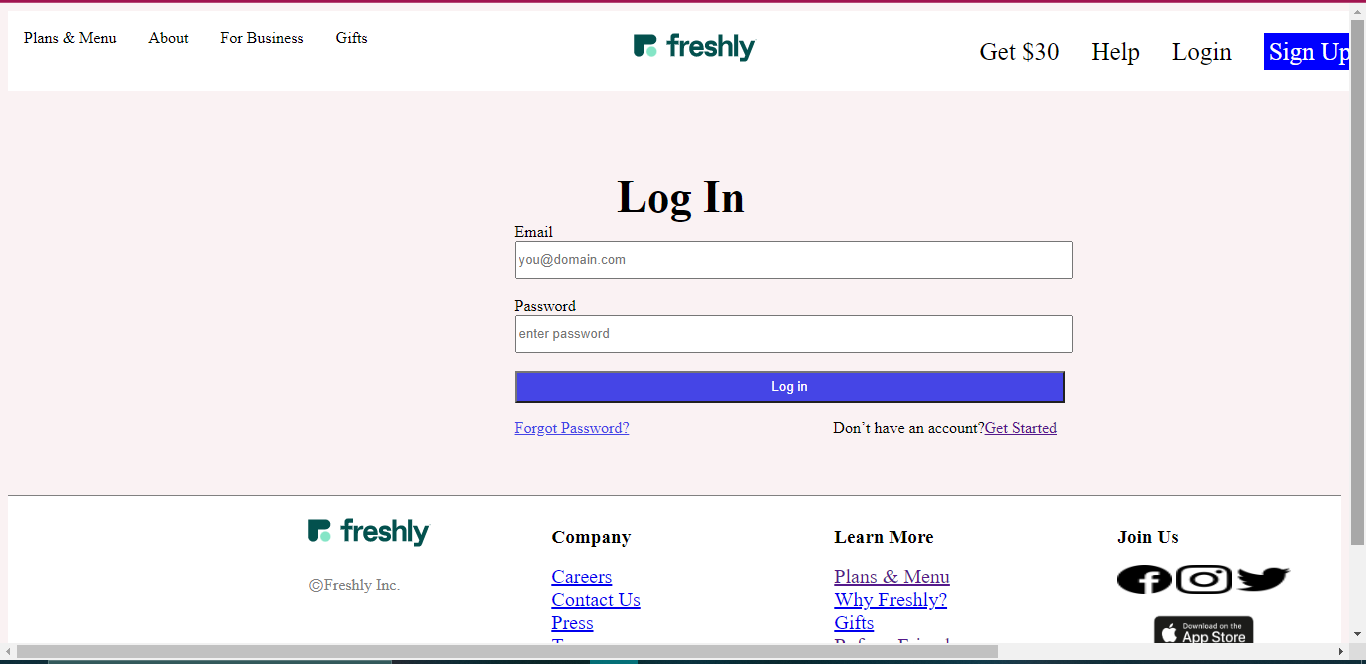 Plans & Menu About For Business Gifts freshly Get $30 Help Login Sign Up
Log In
Email
you@domain.com
Password
enter password
Log in
Forgot Password? Don’t have an account?Get Started
freshly
©Freshly Inc.
Company
Careers
Contact Us
Press
Learn More
Plans & Menu
Why Freshly?
Gifts
Join Us
Download on the
App Store